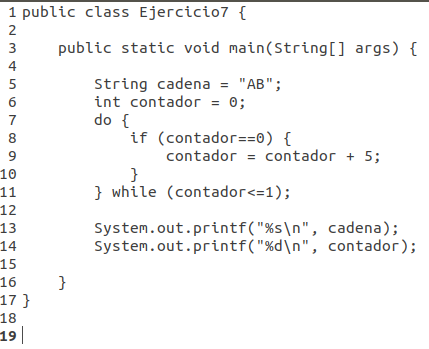 1 public class Ejercicio7 {
2
3     public static void main(String[] args) {
4
5         String cadena = "AB";
6         int contador = 0;
7         do {
8             if (contador==0) {
9                 contador = contador + 5;
10             }
11         } while (contador<=1);
12
13         System.out.printf("%s\n", cadena);
14         System.out.printf("%d\n", contador);
15
16     }
17 }
18
19